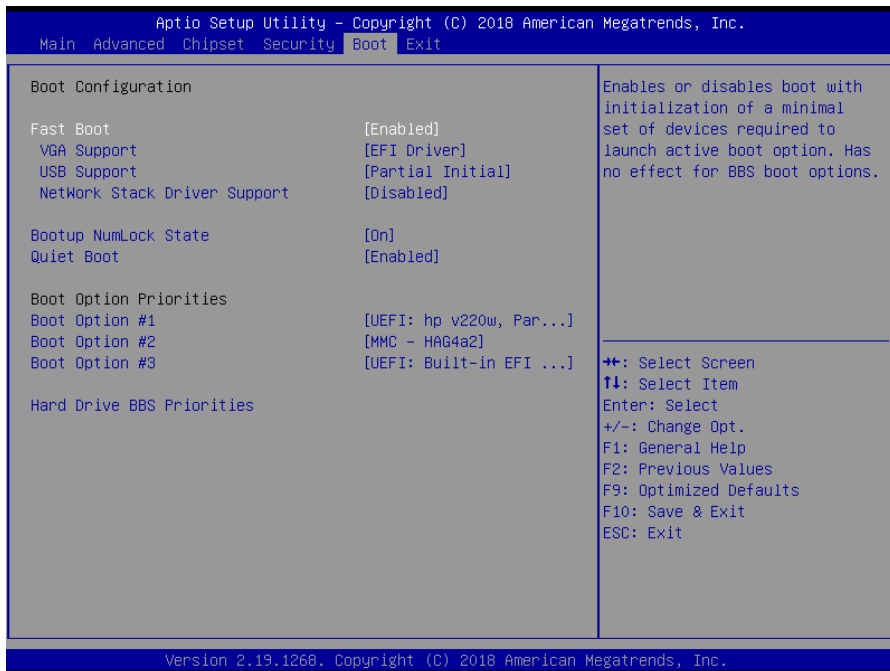 Aptio Setup Utility – Copyright (C) 2018 American Megatrends, Inc.
Main Advanced Chipset Security Boot Exit
Boot Configuration
Fast Boot [Enabled]
VGA Support [EFI Driver]
USB Support [Partial Initial]
NetWork Stack Driver Support [Disabled]
Bootup NumLock State [On]
Quiet Boot [Enabled]
Boot Option Priorities
Boot Option #1 [UEFI: hp v220w, Par...]
Boot Option #2 [MMC – HAG4a2]
Boot Option #3 [UEFI: Built-in EFI ...]
Hard Drive BBS Priorities
Enables or disables boot with
initialization of a minimal
set of devices required to
launch active boot option. Has
no effect for BBS boot options.
→←: Select Screen
↑↓: Select Item
Enter: Select
+/-: Change Opt.
F1: General Help
F2: Previous Values
F9: Optimized Defaults
F10: Save & Exit
ESC: Exit
Version 2.19.1268. Copyright (C) 2018 American Megatrends, Inc.